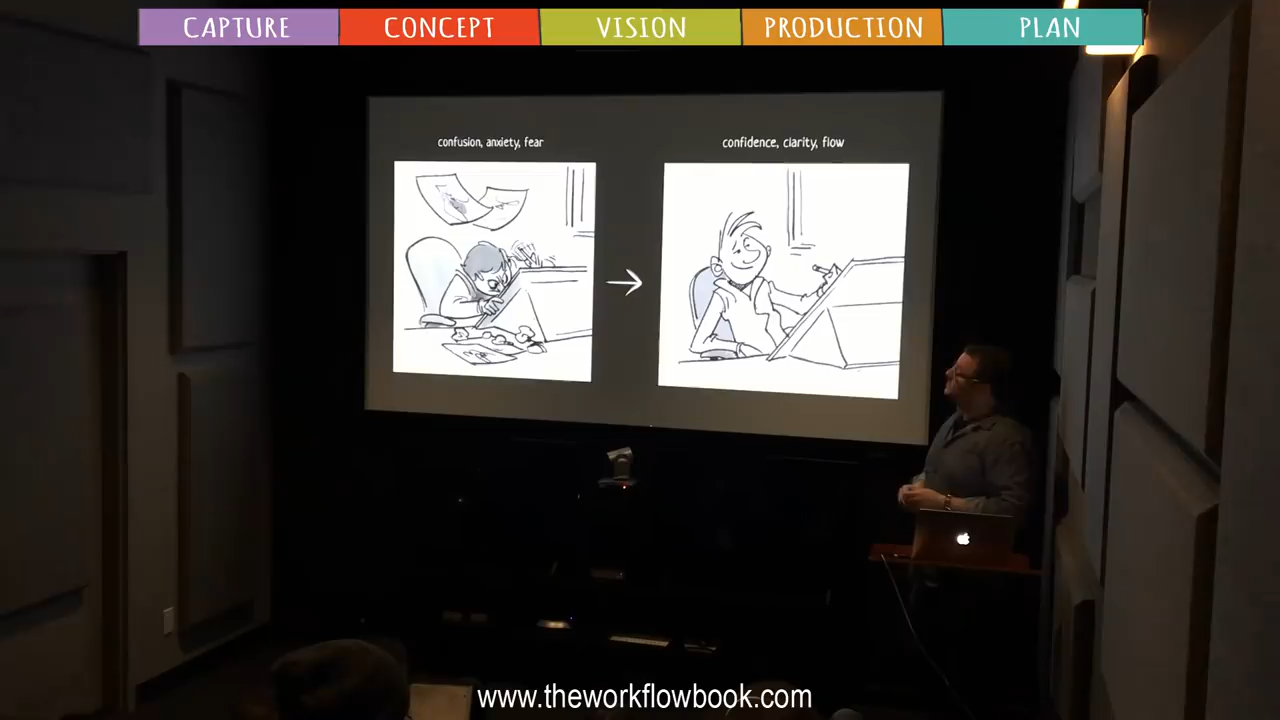 CAPTURE CONCEPT VISION PRODUCTION PLAN
confusion, anxiety, fear
confidence, clarity, flow
www.theworkflowbook.com